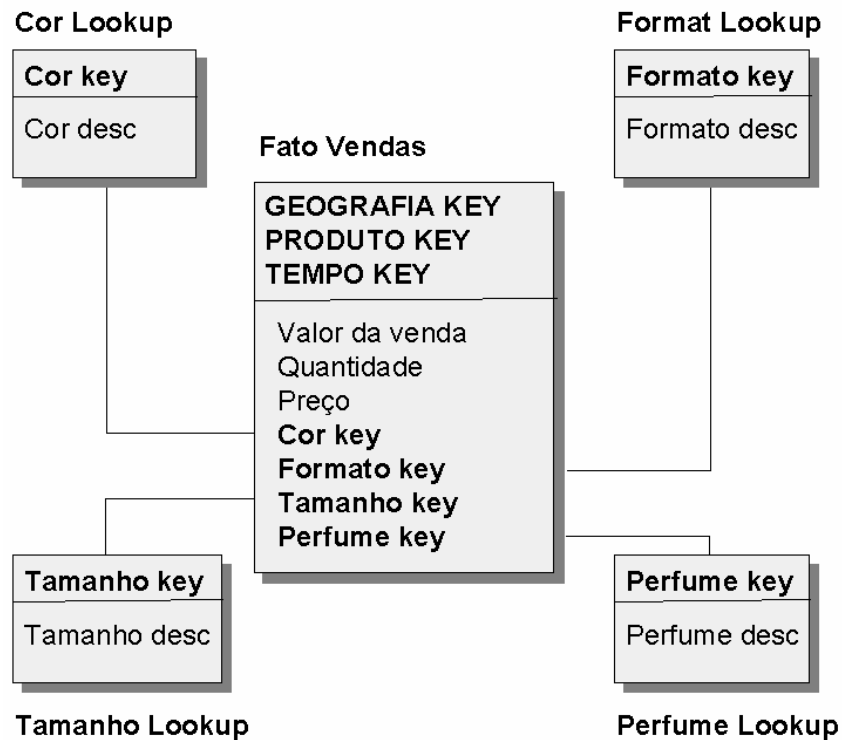 Cor Lookup
Cor key
Cor desc
Format Lookup
Formato key
Formato desc
Fato Vendas
GEOGRAFIA KEY
PRODUTO KEY
TEMPO KEY
Valor da venda
Quantidade
Preço
Cor key
Formato key
Tamanho key
Perfume key
Tamanho key
Tamanho desc
Tamanho Lookup
Perfume key
Perfume desc
Perfume Lookup